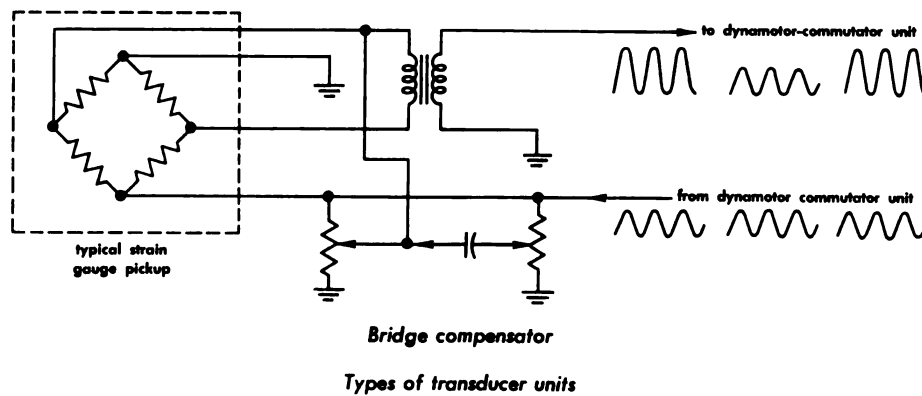 to dynamotor-commutator unit
from dynamotor commutator unit
typical strain
gauge pickup
Bridge compensator
Types of transducer units